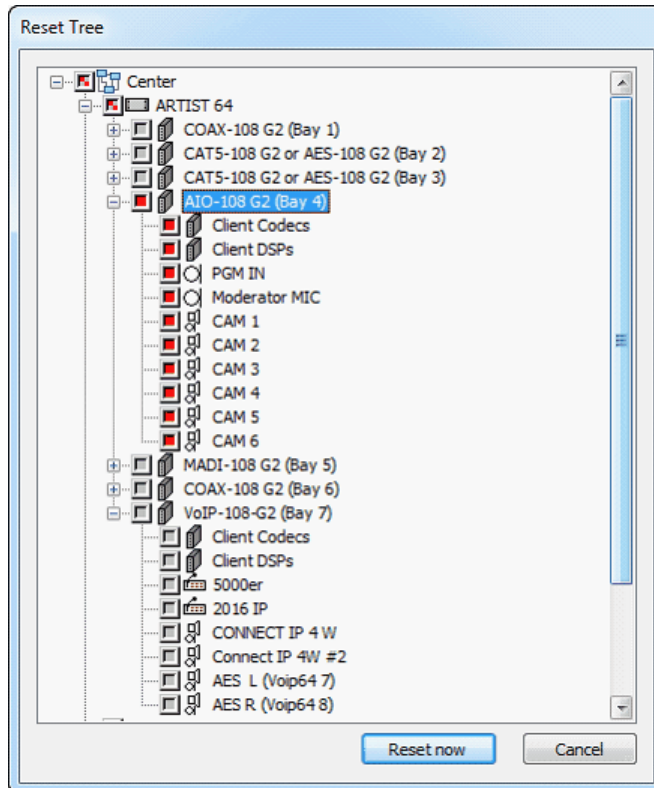 Reset Tree
Center
ARTIST 64
COAX-108 G2 (Bay 1)
CAT5-108 G2 or AES-108 G2 (Bay 2)
CAT5-108 G2 or AES-108 G2 (Bay 3)
AIO-108 G2 (Bay 4)
Client Codecs
Client DSPs
PGM IN
Moderator MIC
CAM 1
CAM 2
CAM 3
CAM 4
CAM 5
CAM 6
MADI-108 G2 (Bay 5)
COAX-108 G2 (Bay 6)
VoIP-108-G2 (Bay 7)
Client Codecs
Client DSPs
5000er
2016 IP
CONNECT IP 4 W
Connect IP 4W #2
AES L (Voip64 7)
AES R (Voip64 8)
Reset now Cancel